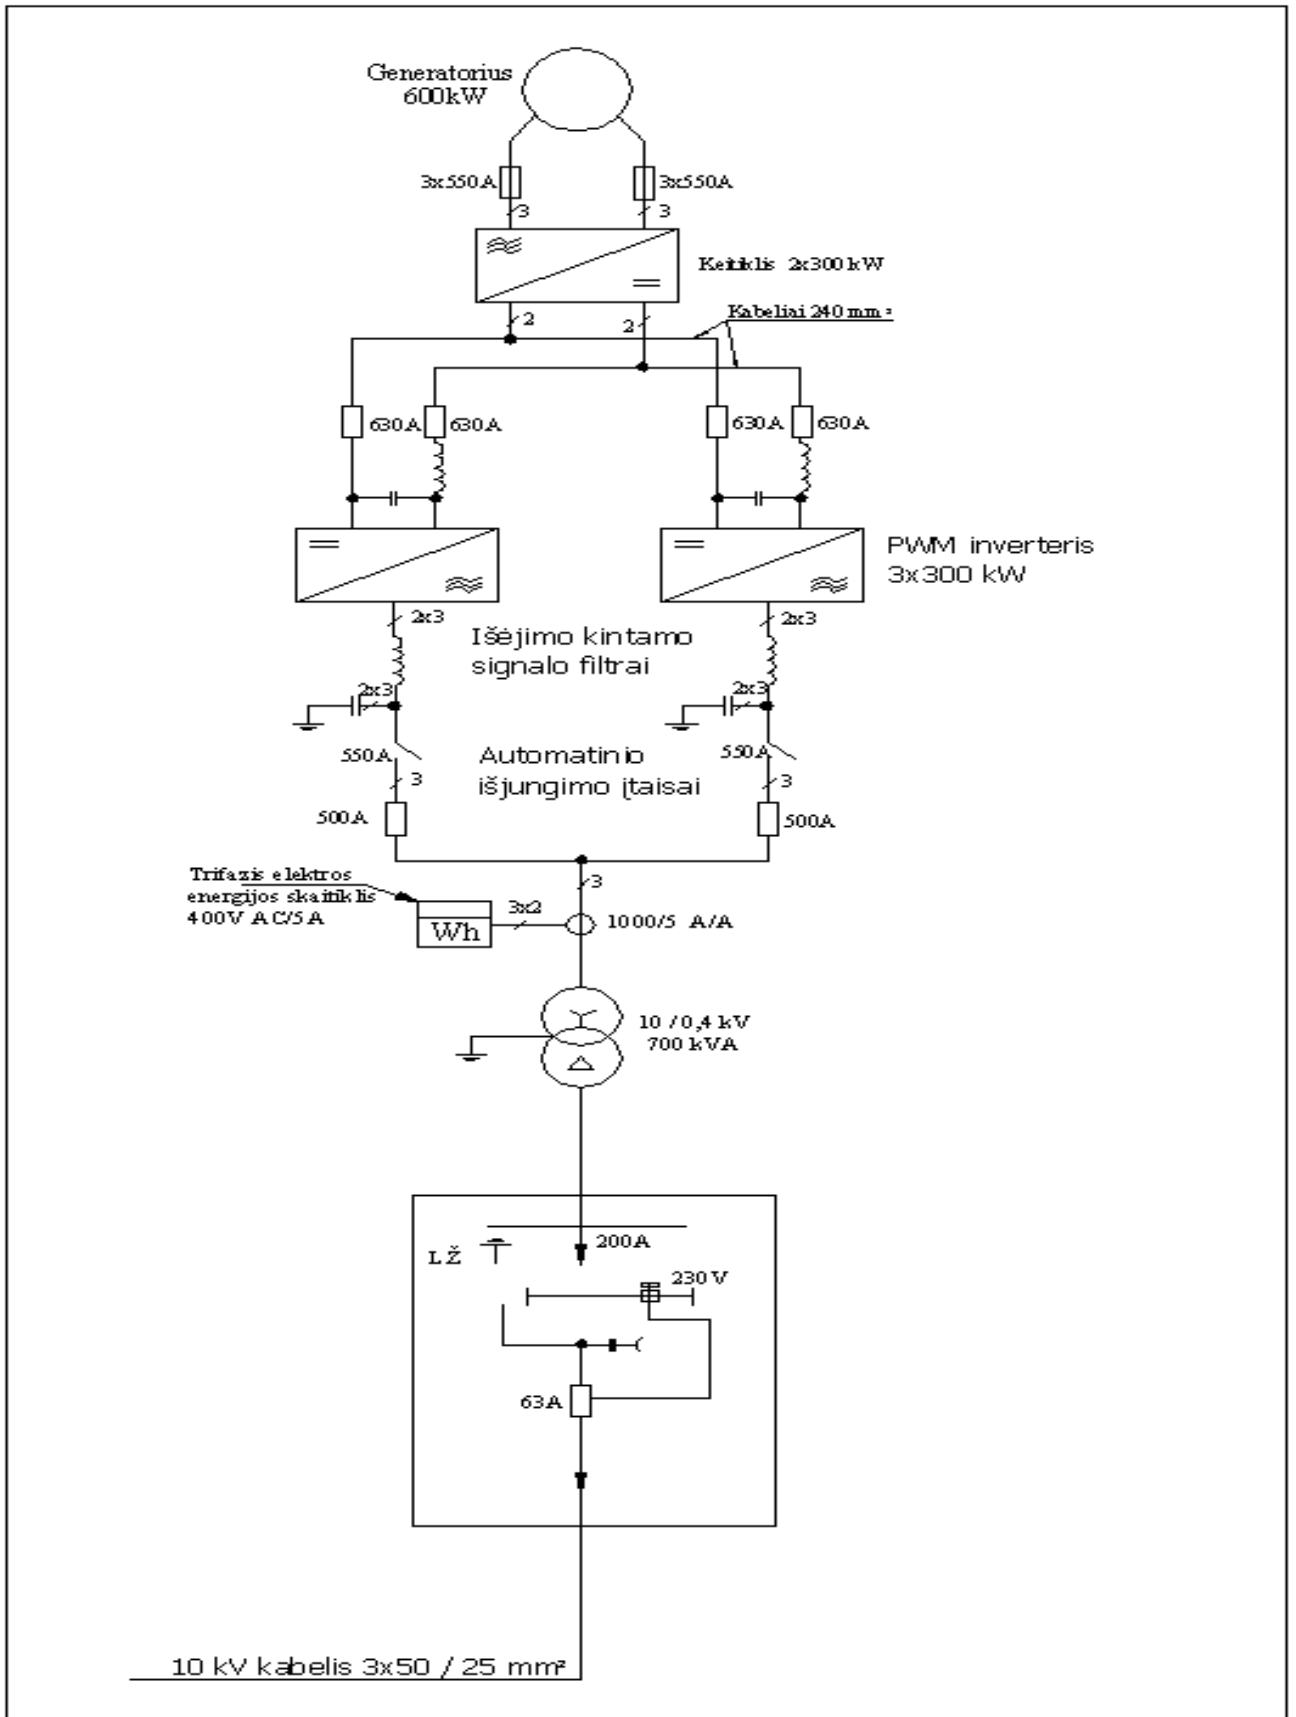 Generatorius
600kW
3x550A
3x550A
3
3
Keitiklis 2x300 kW
Kabeliai 240 mm²
2
2
630A
630A
630A
630A
PWM inverteris
3x300 kW
2x3
2x3
Išėjimo kintamo
signalo filtrai
2x3
2x3
550A
550A
Automatinio
išjungimo įtaisai
3
3
500A
500A
Trifazis elektros
energijos skaitiklis
400V AC/5A
3
3x2
Wh
1000/5 A/A
10 /0,4 kV
700 kVA
LŽ
200A
230V
63A
10 kV kabelis 3x50 / 25 mm²